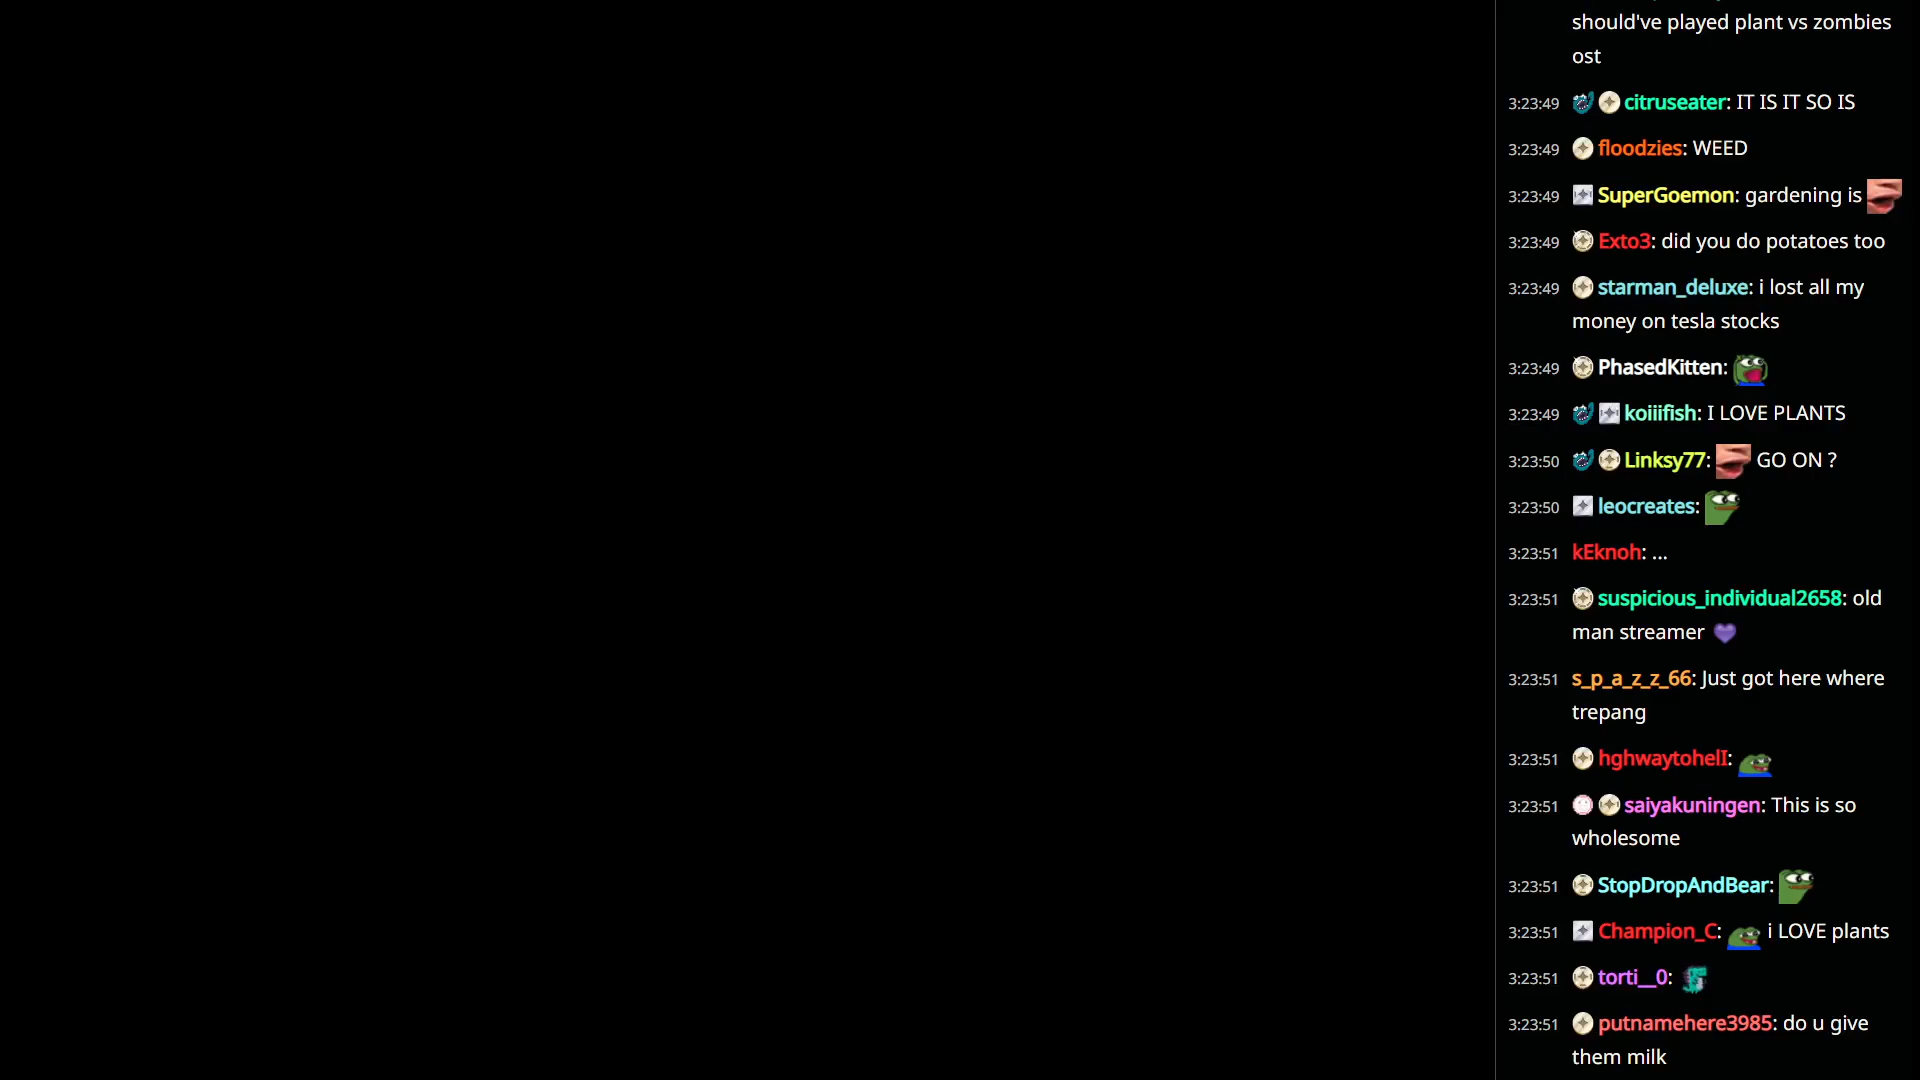 should've played plant vs zombies
ost
3:23:49 citruseater: IT IS IT SO IS
3:23:49 floodzies: WEED
3:23:49 SuperGoemon: gardening is
3:23:49 Exto3: did you do potatoes too
3:23:49 starman_deluxe: i lost all my
money on tesla stocks
3:23:49 PhasedKitten:
3:23:49 koiiifish: I LOVE PLANTS
3:23:50 Linksy77: GO ON ?
3:23:50 leocreates:
3:23:51 kEknoh: ...
3:23:51 suspicious_individual2658: old
man streamer
3:23:51 s_p_a_z_z_66: Just got here where
trepang
3:23:51 hghwaytohell:
3:23:51 saiyakuningen: This is so
wholesome
3:23:51 StopDropAndBear:
3:23:51 Champion_C: i LOVE plants
3:23:51 torti__0:
3:23:51 putnamehere3985: do u give
them milk